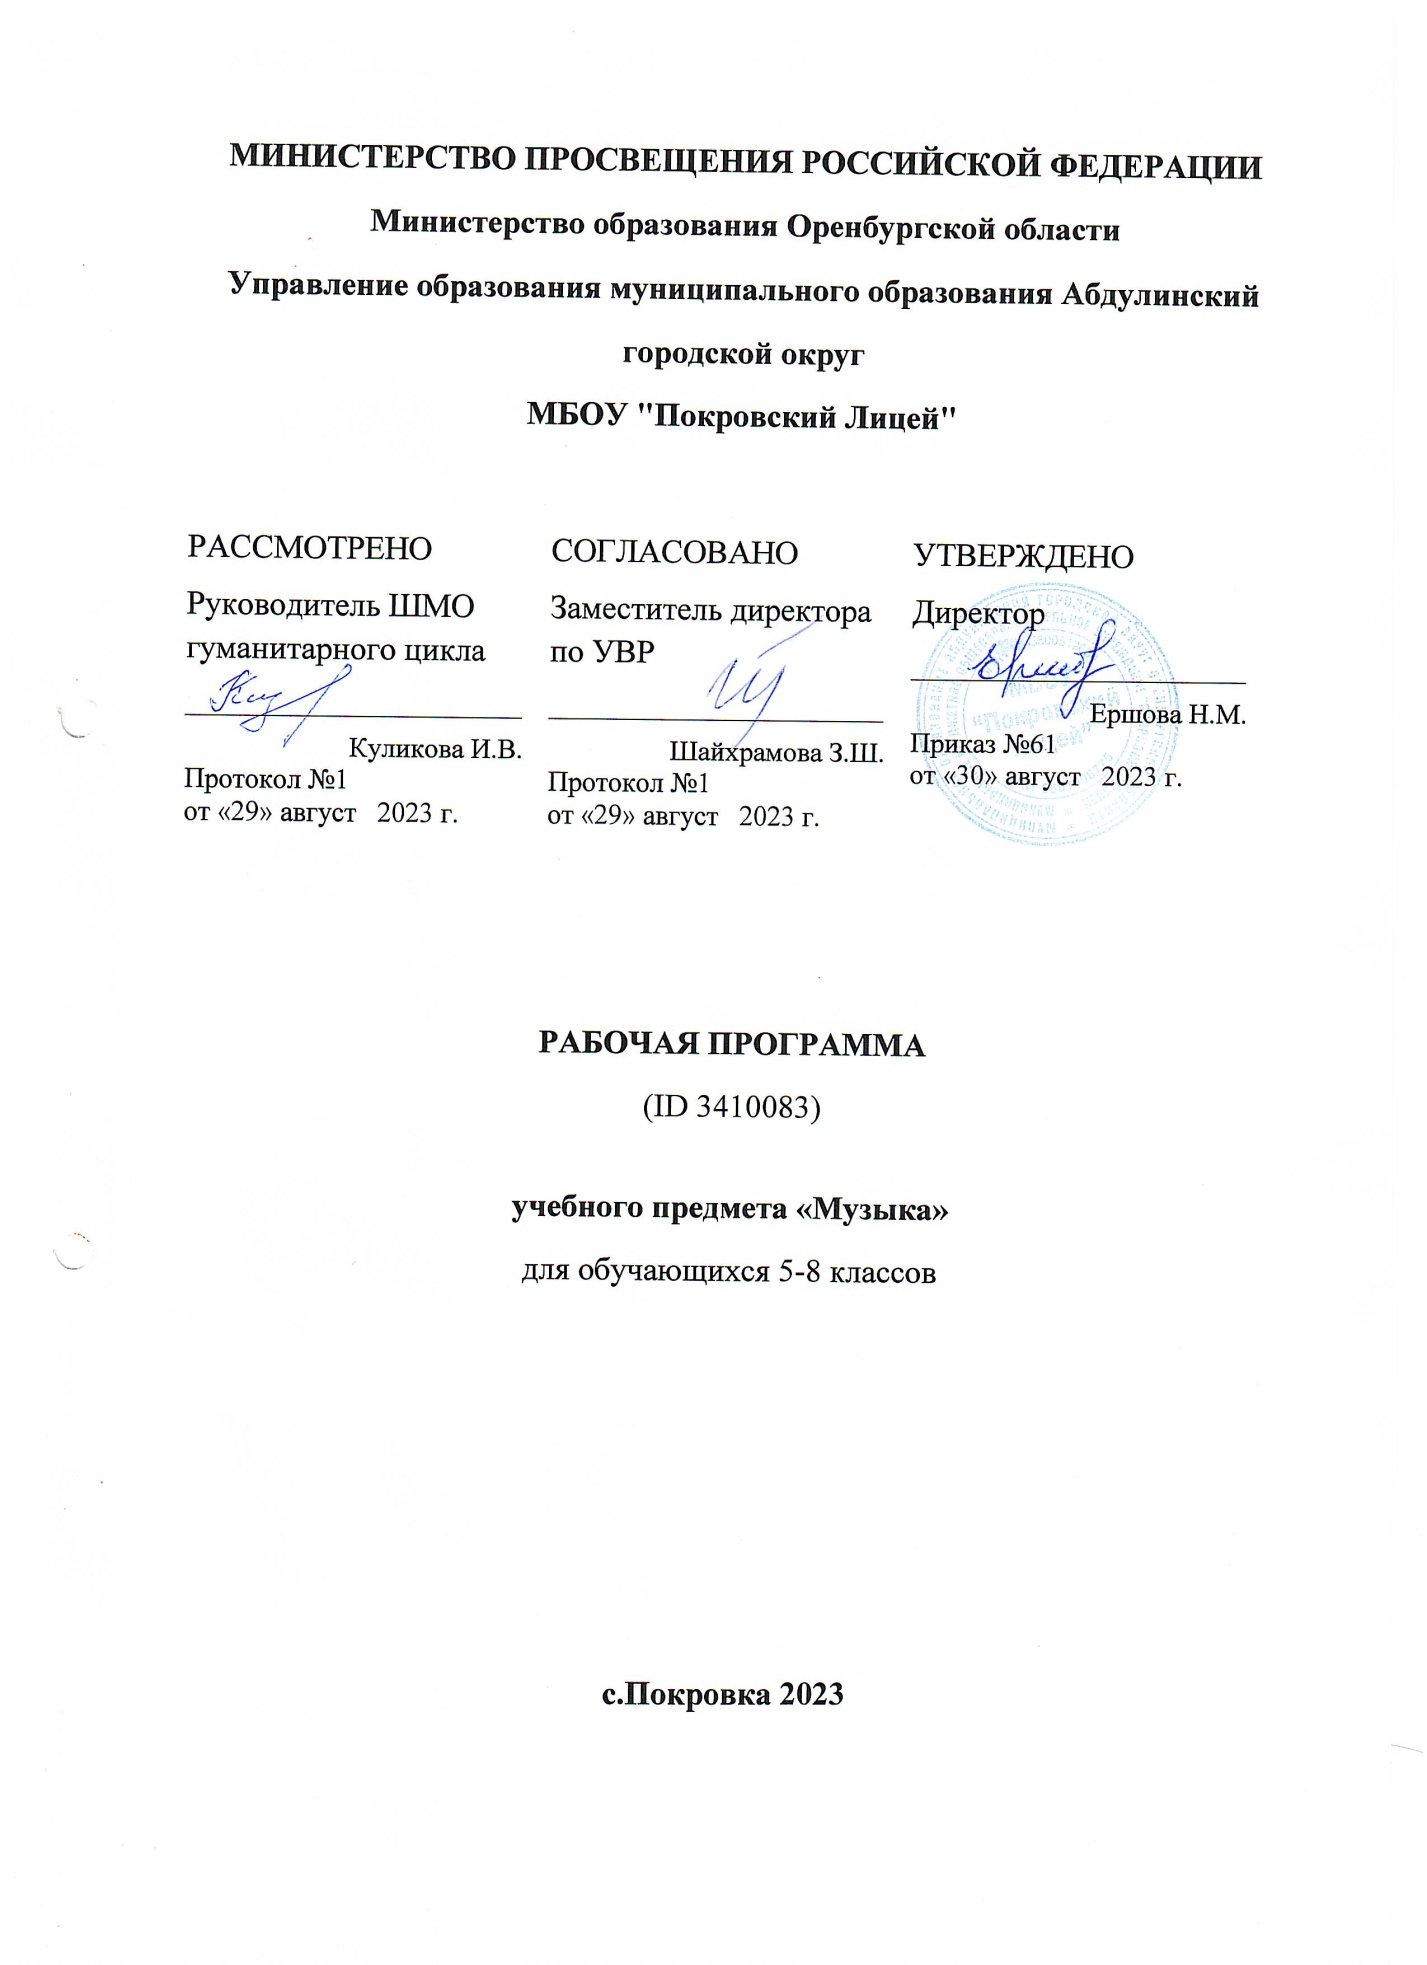 МИНИСТЕРСТВО ПРОСВЕЩЕНИЯ РОССИЙСКОЙ ФЕДЕРАЦИИ
Министерство образования Оренбургской области
Управление образования муниципального образования Абдулинский
городской округ
МБОУ "Покровский Лицей"
РАССМОТРЕНО
Руководитель ШМО
гуманитарного цикла
Куликова И.В.
Протокол №1
от «29» август 2023 г.
СОГЛАСОВАНО
Заместитель директора
по УВР
Шайхрамова З.Ш.
Протокол №1
от «29» август 2023 г.
УТВЕРЖДЕНО
Директор
Ершова Н.М.
Приказ №61
от «30» август 2023 г.
"Покровский
РАБОЧАЯ ПРОГРАММА
(ID 3410083)
учебного предмета «Музыка»
для обучающихся 5-8 классов
с.Покровка 2023